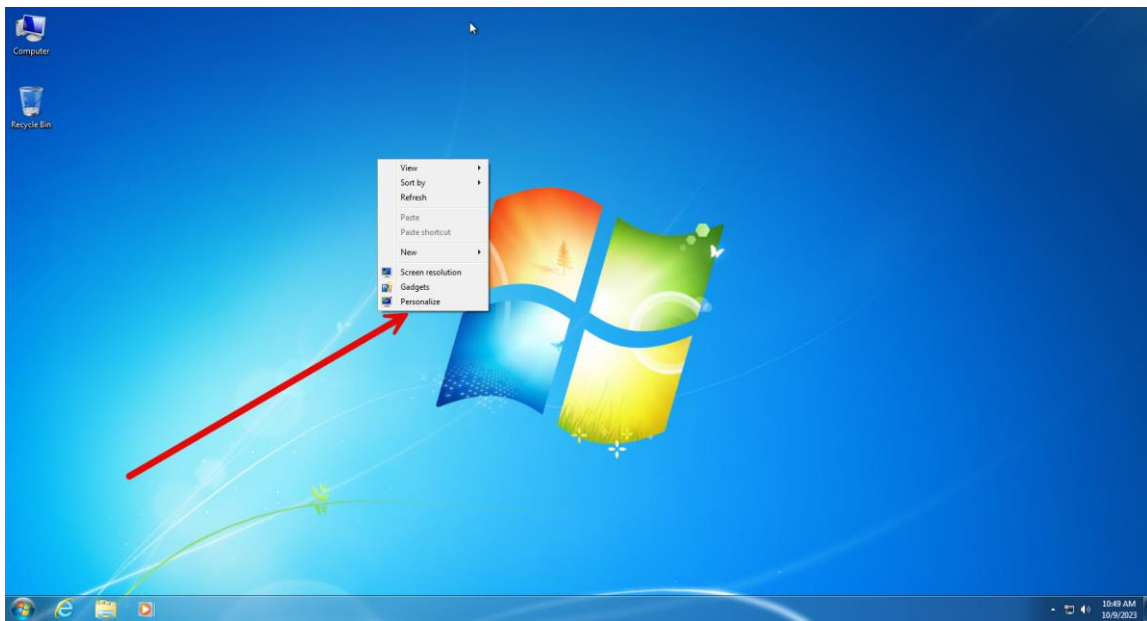 Computer
Recycle Bin
View
Sort by
Refresh
Paste
Paste shortcut
New
Screen resolution
Gadgets
Personalize
10:49 AM
10/9/2023